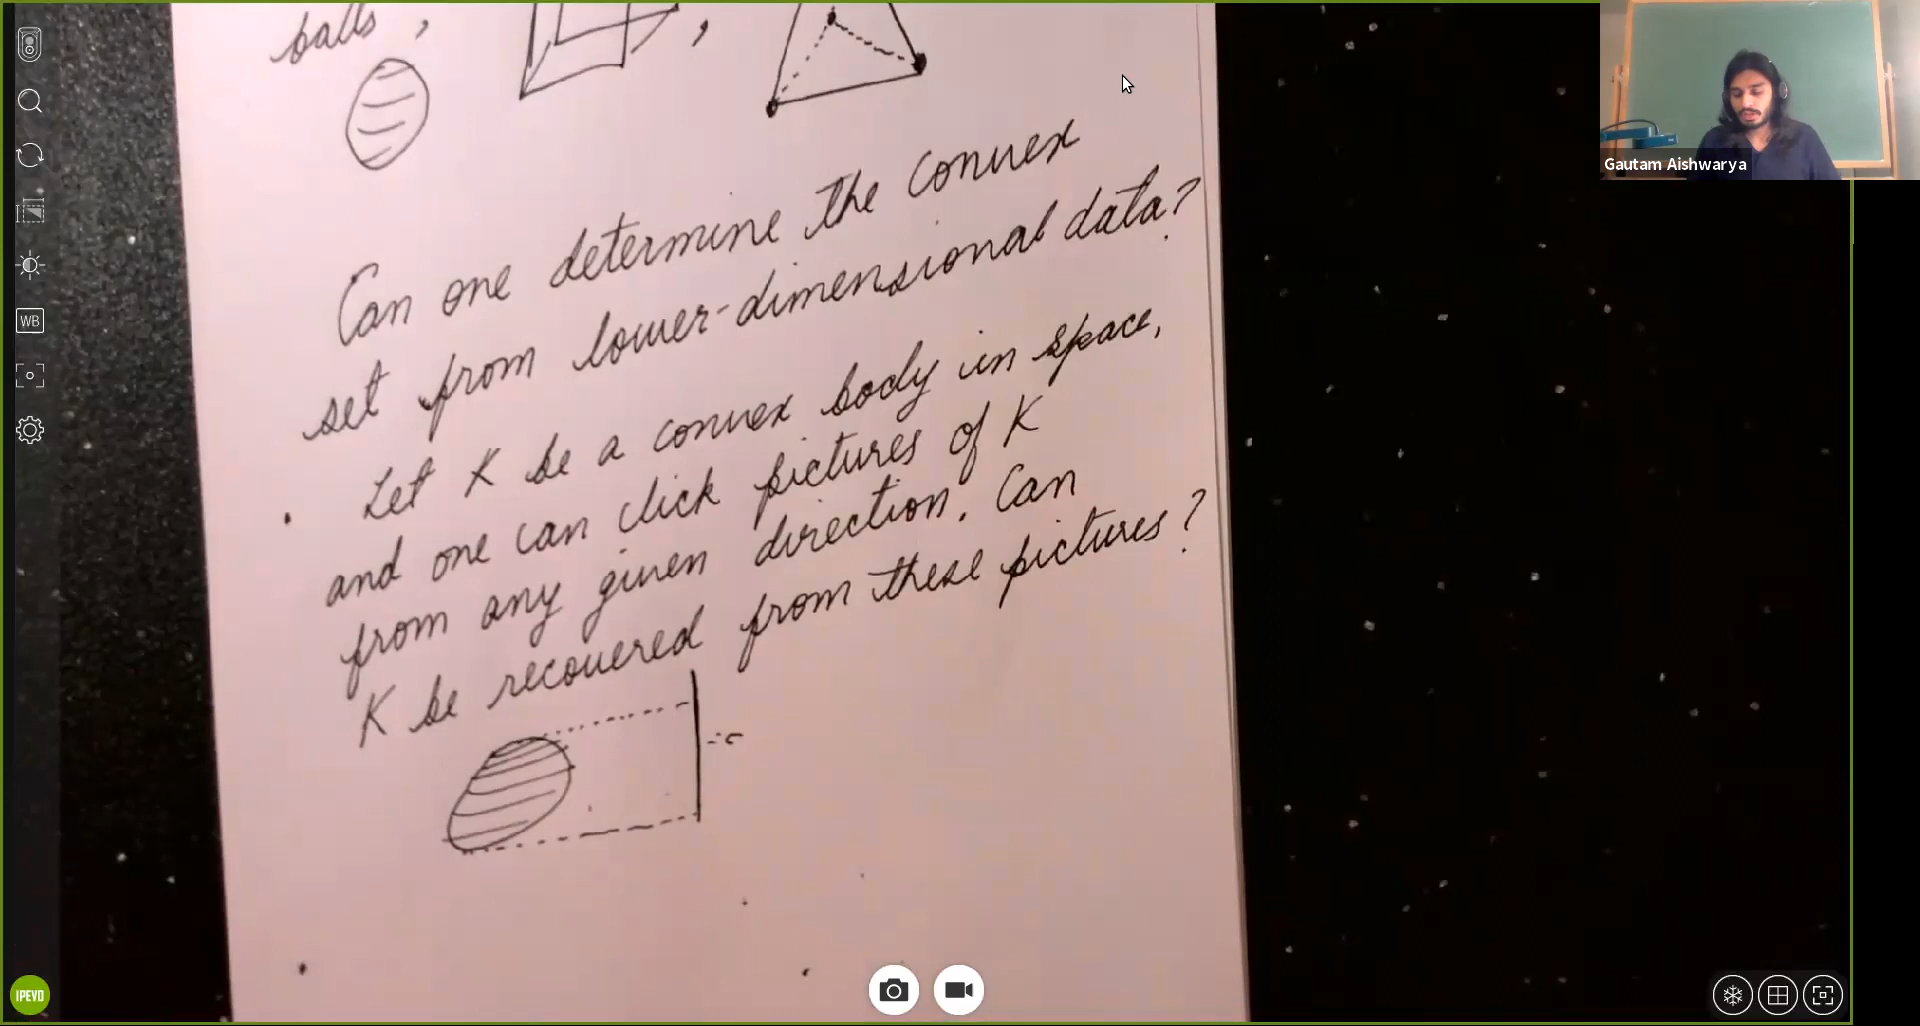 balls,
Can one determine the convex
set from lower-dimensional data?
Let K be a convex body in space,
and one can click pictures of K
from any given direction. Can
K be recovered from these pictures?
Gautam Aishwarya
WB
IPEVO